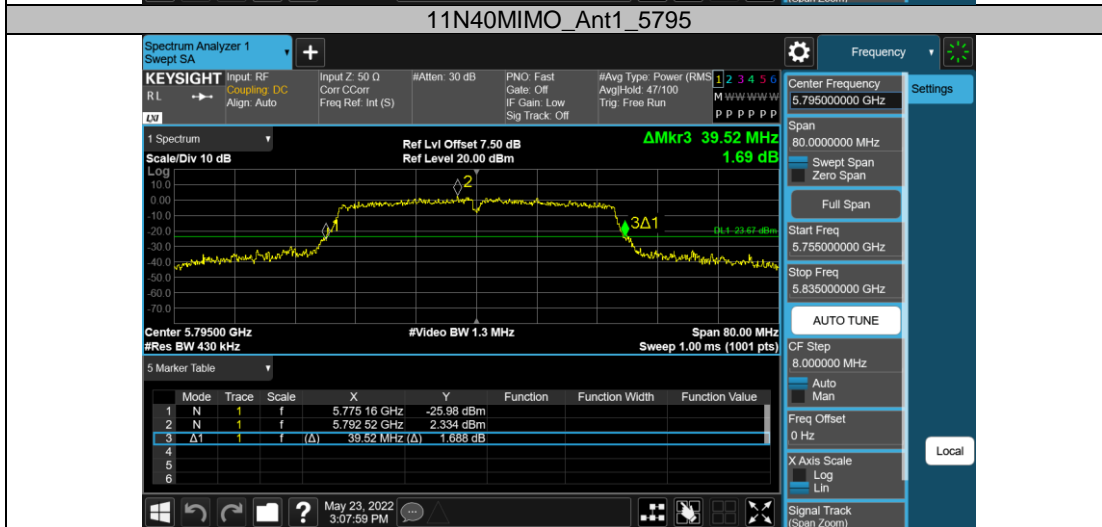 (Span Zoom)
11N40MIMO_Ant1_5795
Spectrum Analyzer 1
Swept SA
+
Frequency
KEYSIGHT Input: RF Input Z: 50 Ω #Atten: 30 dB PNO: Fast #Avg Type: Power (RMS 1 2 3 4 5 6
RL Coupling: DC Corr CCorr Gate: Off Avg|Hold: 47/100 M W W W W W
Align: Auto Freq Ref: Int (S) IF Gain: Low Trig: Free Run
LXI Sig Track: Off P P P P P P
Center Frequency
5.795000000 GHz
Settings
1 Spectrum
Ref Lvl Offset 7.50 dB
ΔMkr3 39.52 MHz
Scale/Div 10 dB
Ref Level 20.00 dBm
1.69 dB
Span
80.0000000 MHz
Swept Span
Zero Span
Full Span
Start Freq
5.755000000 GHz
Stop Freq
5.835000000 GHz
AUTO TUNE
CF Step
8.000000 MHz
Auto
Man
Freq Offset
0 Hz
X Axis Scale
Log
Lin
Signal Track
(Span Zoom)
Local
Log
10.0
0.00
-10.0
-20.0
-30.0
-40.0
-50.0
-60.0
-70.0
1
2
3Δ1
DL1 -23.67 dBm
Center 5.79500 GHz #Video BW 1.3 MHz Span 80.00 MHz
#Res BW 430 kHz Sweep 1.00 ms (1001 pts)
5 Marker Table
Mode Trace Scale X Y Function Function Width Function Value
1 N 1 f 5.775 16 GHz -25.98 dBm
2 N 1 f 5.792 52 GHz 2.334 dBm
3 Δ1 1 f (Δ) 39.52 MHz (Δ) 1.688 dB
4
5
6
? May 23, 2022
3:07:59 PM